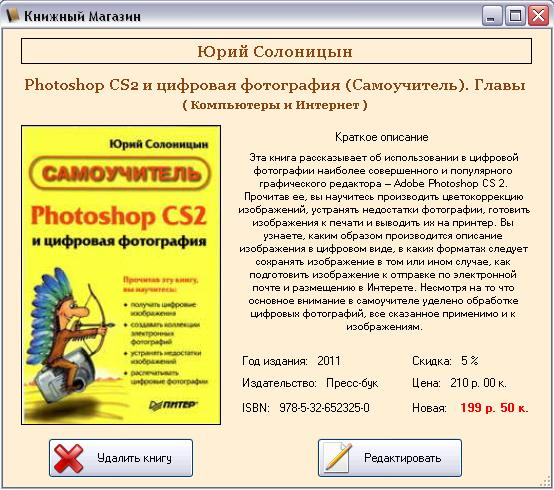 Книжный Магазин
Юрий Солоницын
Photoshop CS2 и цифровая фотография (Самоучитель). Главы
( Компьютеры и Интернет )
Юрий Солоницын
САМОУЧИТЕЛЬ
Photoshop CS2
и цифровая фотография
Прочитав эту книгу,
вы научитесь:
• получать цифровые
изображения
• создавать коллекции
электронных
фотографий
• устранять недостатки
изображений
• распечатывать
цифровые фотографии
ПИТЕР
Краткое описание
Эта книга рассказывает об использовании в цифровой
фотографии наиболее совершенного и популярного
графического редактора – Adobe Photoshop CS 2.
Прочитав ее, вы научитесь производить цветокоррекцию
изображений, устранять недостатки фотографии, готовить
изображения к печати и выводить их на принтер. Вы
узнаете, каким образом производится описание
изображения в цифровом виде, в каких форматах следует
сохранять изображение в том или ином случае, как
подготовить изображение к отправке по электронной
почте и размещению в Интерете. Несмотря на то что
основное внимание в самоучителе уделено обработке
цифровых фотографий, все сказанное применимо и к
изображениям.
Год издания: 2011 Скидка: 5 %
Издательство: Пресс-бук Цена: 210 р. 00 к.
ISBN: 978-5-32-652325-0 Новая: 199 р. 50 к.
Удалить книгу Редактировать